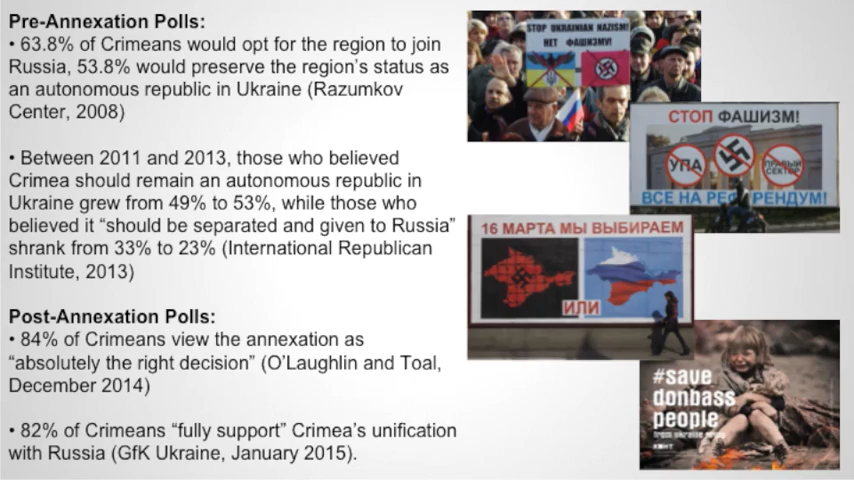 Pre-Annexation Polls:
• 63.8% of Crimeans would opt for the region to join
Russia, 53.8% would preserve the region's status as
an autonomous republic in Ukraine (Razumkov
Center, 2008)
• Between 2011 and 2013, those who believed
Crimea should remain an autonomous republic in
Ukraine grew from 49% to 53%, while those who
believed it “should be separated and given to Russia”
shrank from 33% to 23% (International Republican
Institute, 2013)
Post-Annexation Polls:
• 84% of Crimeans view the annexation as
“absolutely the right decision” (O'Laughlin and Toal,
December 2014)
• 82% of Crimeans “fully support” Crimea's unification
with Russia (GfK Ukraine, January 2015).
STOP UKRAINIAN NAZISM!
НЕТ ФАШИЗМУ!
СТОП ФАШИЗМ!
УПА
ПРАВЫЙ
СЕКТОР
ВСЕ НА РЕФЕРЕНДУМ!
16 МАРТА МЫ ВЫБИРАЕМ
ИЛИ
#save
donbass
people
from ukraine